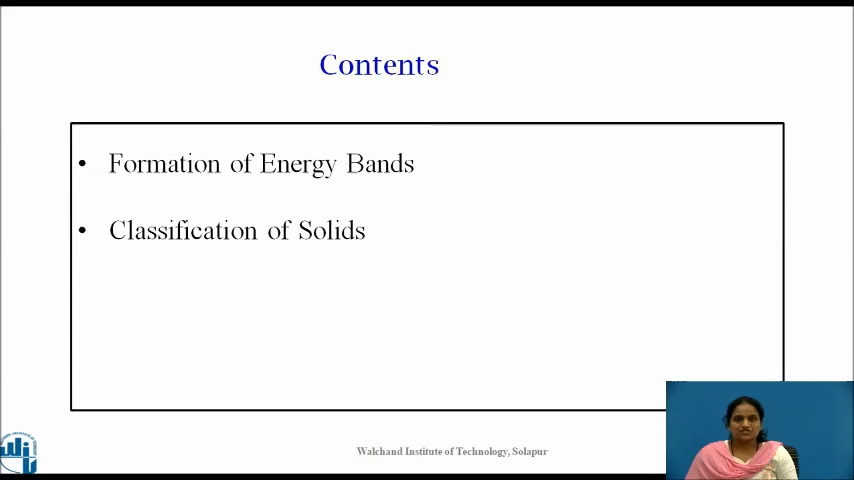 Contents
• Formation of Energy Bands
• Classification of Solids
Walchand Institute of Technology, Solapur